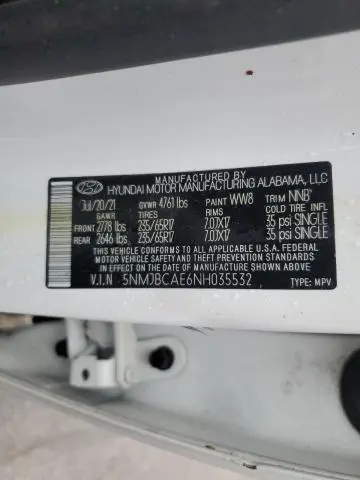 MANUFACTURED BY
HYUNDAI MOTOR MANUFACTURING ALABAMA, LLC
Jul/20/21 GVWR 4761 lbs PAINT WW8 TRIM NNB
GAWR TIRES RIMS COLD TIRE INFL
FRONT 2778 lbs 235/65R17 7.0JX17 35 psi SINGLE
REAR 2646 lbs 235/65R17 7.0JX17 35 psi SINGLE
THIS VEHICLE CONFORMS TO ALL APPLICABLE U.S.A. FEDERAL
MOTOR VEHICLE SAFETY AND THEFT PREVENTION STANDARDS IN
EFFECT ON THE DATE OF MANUFACTURE SHOWN ABOVE.
V.I.N 5NMJBCAE6NH035532 TYPE: MPV